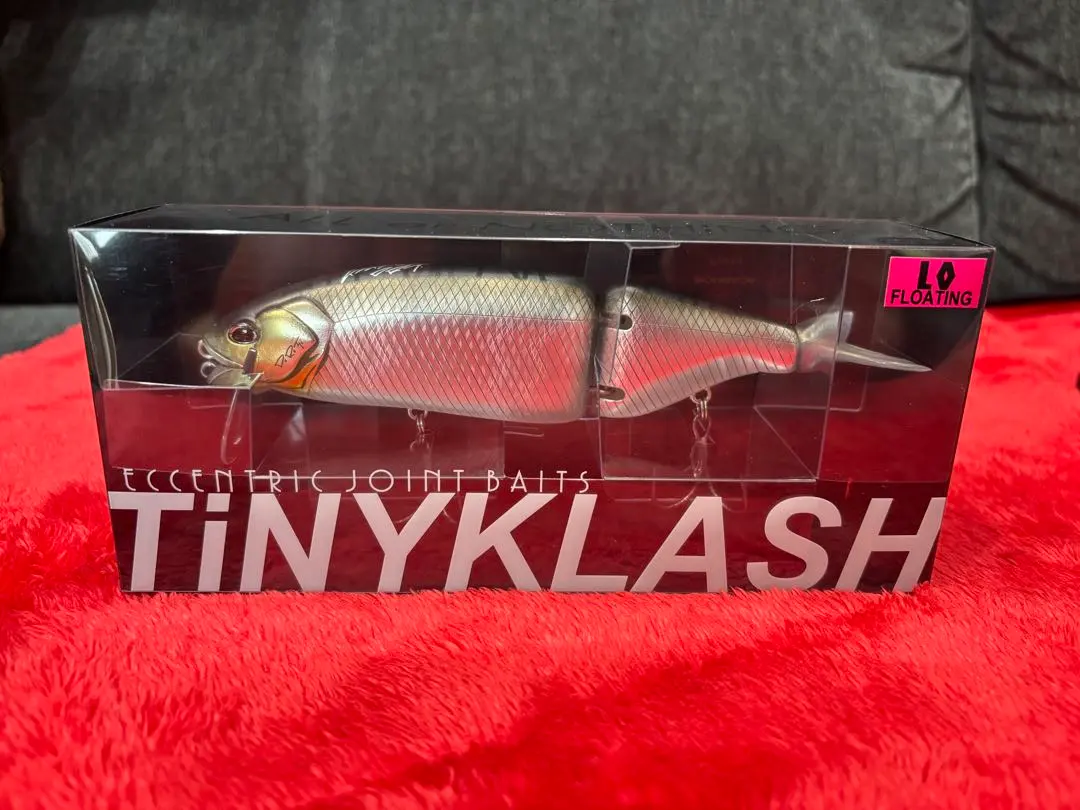 LO
FLOATING
D.R.T.
ECCENTRIC JOINT BAITS
TiNYKLASH